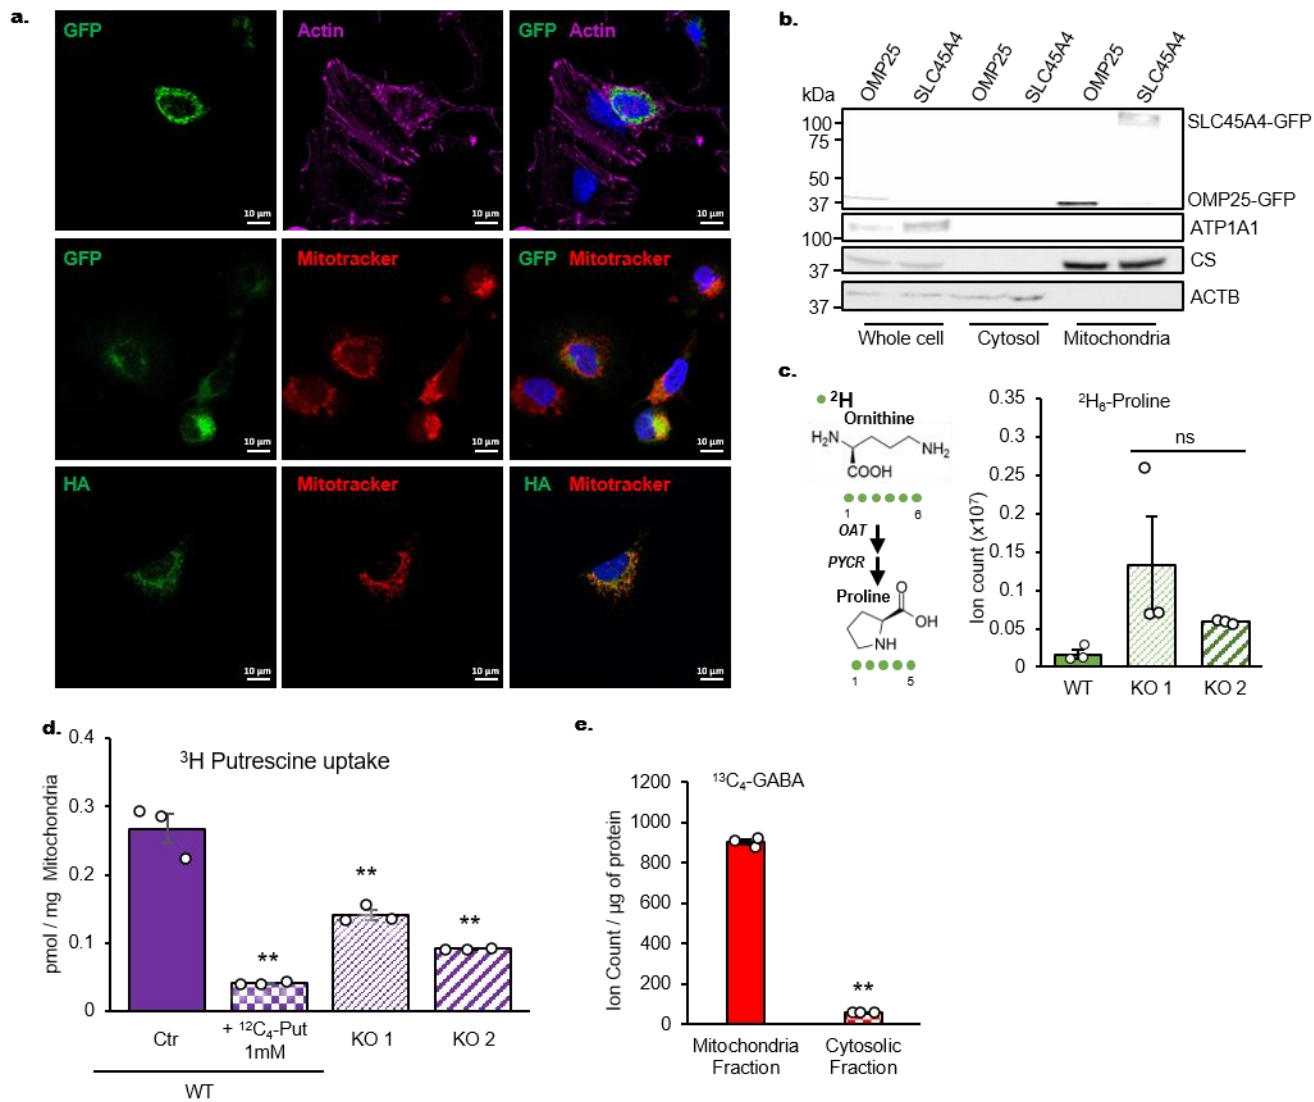 a.
GFP
Actin
GFP Actin
10 µm
10 µm
10 µm
GFP
Mitotracker
GFP Mitotracker
10 µm
10 µm
10 µm
HA
Mitotracker
HA Mitotracker
10 µm
10 µm
10 µm
b.
OMP25 SLC45A4 OMP25 SLC45A4 OMP25 SLC45A4
kDa
100
75
50
37
SLC45A4-GFP
OMP25-GFP
100
ATP1A1
37
CS
37
ACTB
Whole cell Cytosol Mitochondria
c.
²H
Ornithine
H₂N
NH₂
COOH
1 6
OAT
PYCR
Proline
O
OH
NH
1 5
²H₆-Proline
ns
Ion count (x10⁷)
0.35
0.3
0.25
0.2
0.15
0.1
0.05
0
WT KO 1 KO 2
d.
³H Putrescine uptake
pmol / mg Mitochondria
0.4
0.3
0.2
0.1
0
**
**
**
Ctr + ¹²C₄-Put KO 1 KO 2
1mM
WT
e.
¹³C₄-GABA
Ion Count / µg of protein
1200
1000
800
600
400
200
0
**
Mitochondria Cytosolic
Fraction Fraction